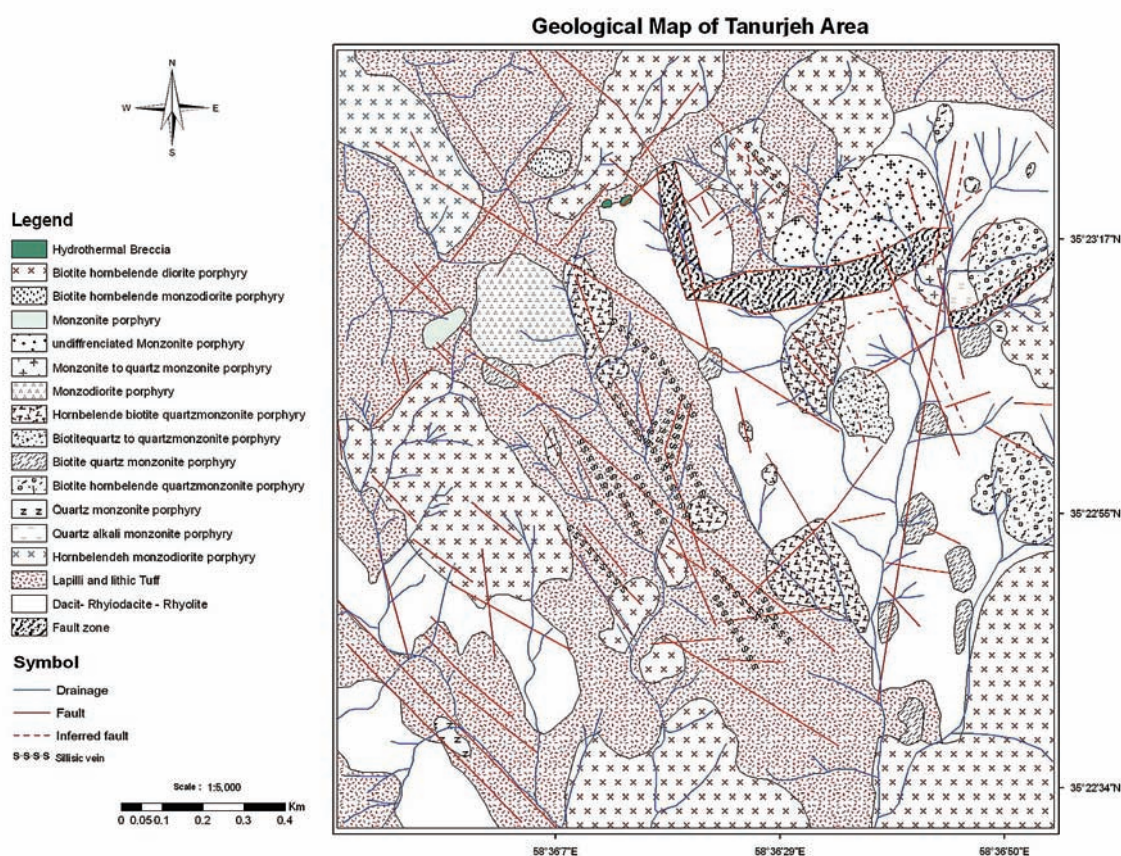 Geological Map of Tanurjeh Area
N
W
E
S
Legend
Hydrothermal Breccia
Biotite hornbelende diorite porphyry
Biotite hornbelende monzodiorite porphyry
Monzonite porphyry
undiffrenciated Monzonite Porphyry
Monzonite to quartz monzonite porphyry
Monzodiorite porphyry
Hornbelende biotite quartzmonzonite porphyry
Biotitequartz to quartzmonzonite porphyry
Biotite quartz monzonite porphyry
Biotite hornbelende quartzmonzonite porphyry
Quartz monzonite porphyry
Quartz alkali monzonite porphyry
Hornbelendeh monzodiorite porphyry
Lapilli and lithic Tuff
Dacit- Rhyiodacite - Rhyolite
Fault zone
Symbol
Drainage
Fault
Inferred fault
Sillisic vein
Scale : 1:5,000
Km
0 0.050.1 0.2 0.3 0.4
35°23'17"N
35°22'55"N
35°22'34"N
58°36'7"E
58°36'29"E
58°36'50"E